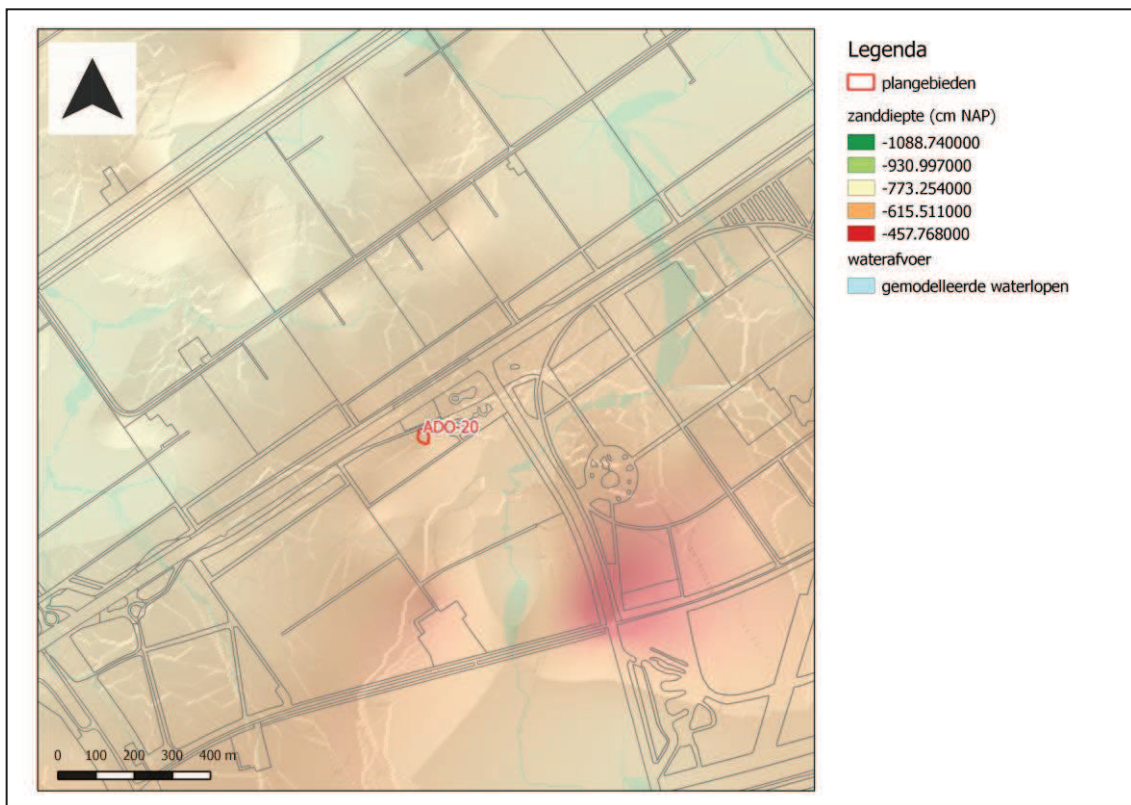 Legenda
plangebieden
zanddiepte (cm NAP)
-1088.740000
-930.997000
-773.254000
-615.511000
-457.768000
waterafvoer
gemodelleerde waterlopen
ADO-20
0 100 200 300 400 m